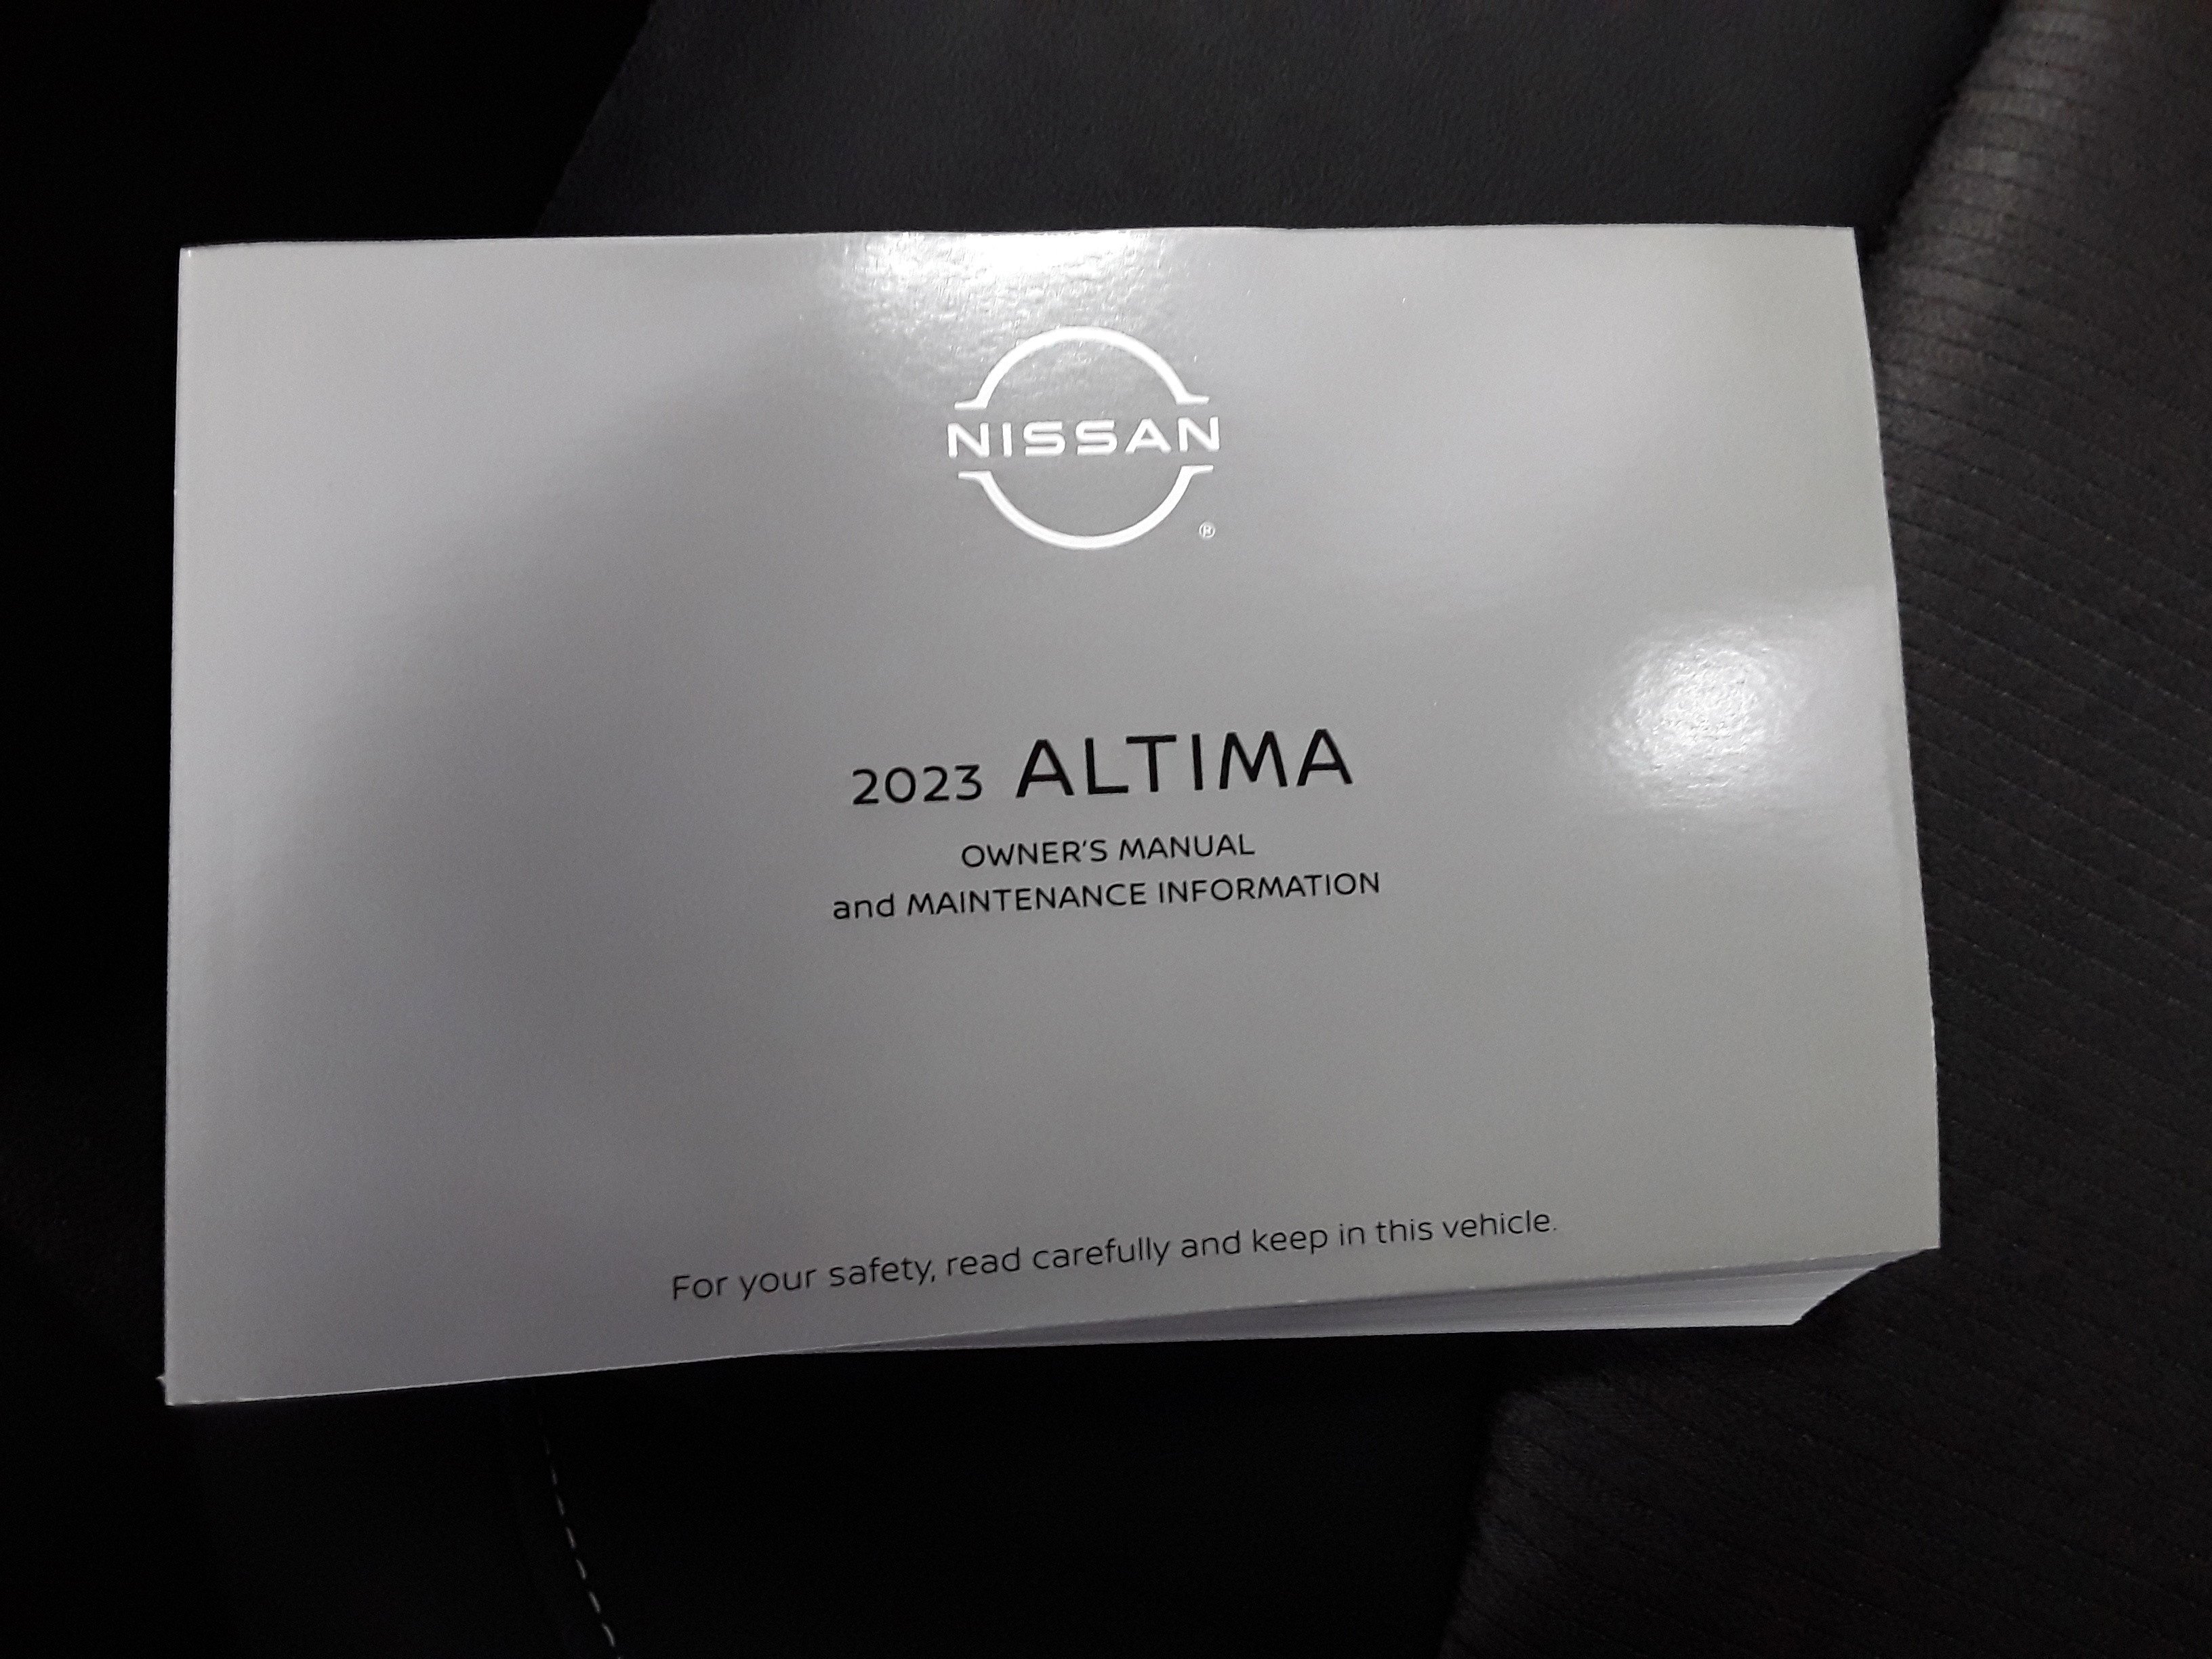 NISSAN
®
2023 ALTIMA
OWNER'S MANUAL
and MAINTENANCE INFORMATION
For your safety, read carefully and keep in this vehicle.